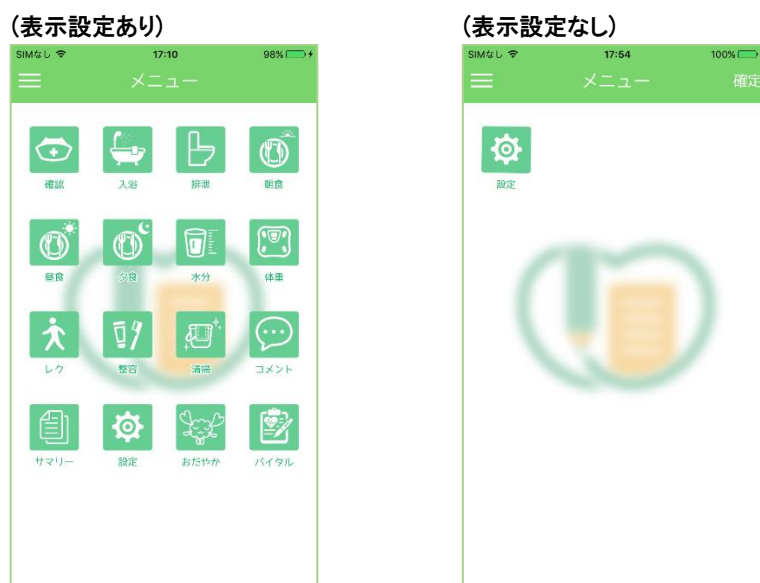 (表示設定あり)
(表示設定なし)
SIMなし 17:10 98%
メニュー
確認 入浴 排泄 朝食
昼食 夕食 水分 体重
レク 整容 清掃 コメント
サマリー 設定 おだやか バイタル
SIMなし 17:54 100%
メニュー 確定
設定